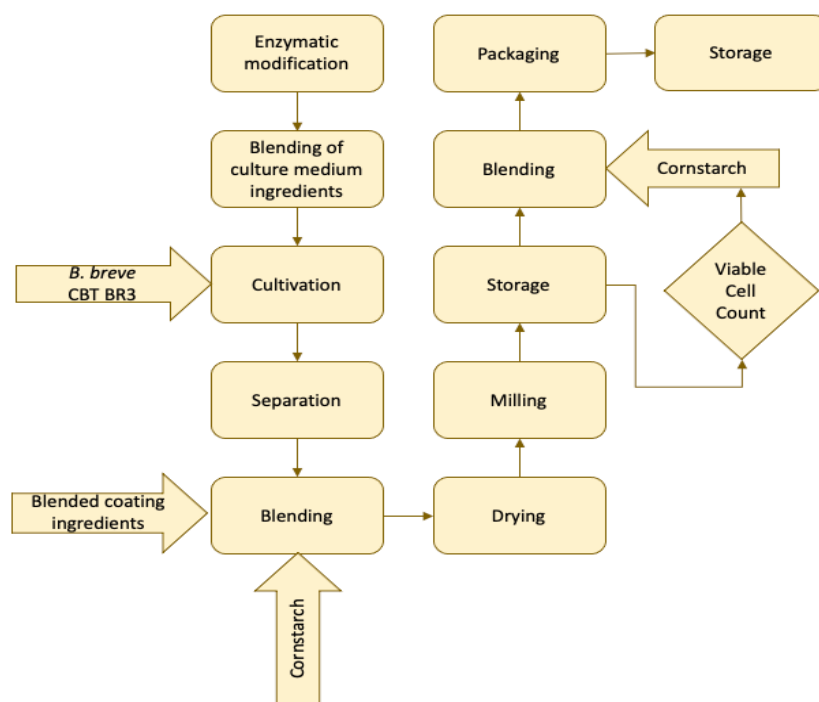 Enzymatic
modification
Blending of
culture medium
ingredients
B. breve
CBT BR3
Cultivation
Separation
Blended coating
ingredients
Blending
Cornstarch
Drying
Milling
Storage
Viable
Cell
Count
Cornstarch
Blending
Packaging
Storage